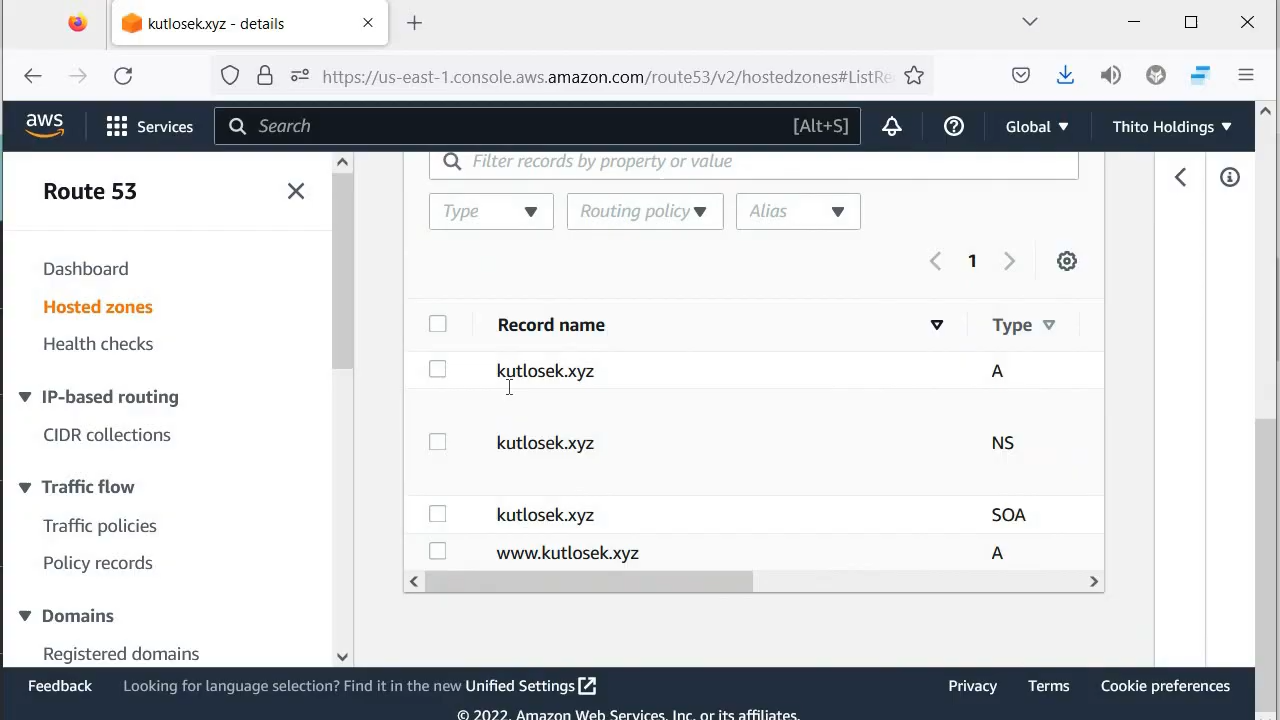 kutlosek.xyz - details
https://us-east-1.console.aws.amazon.com/route53/v2/hostedzones#ListRe
aws
Services
Search
[Alt+S]
Global
Thito Holdings
Route 53
Dashboard
Hosted zones
Health checks
IP-based routing
CIDR collections
Traffic flow
Traffic policies
Policy records
Domains
Registered domains
Filter records by property or value
Type
Routing policy
Alias
1
Record name
Type
kutlosek.xyz
A
kutlosek.xyz
NS
kutlosek.xyz
SOA
www.kutlosek.xyz
A
Feedback
Looking for language selection? Find it in the new Unified Settings
Privacy
Terms
Cookie preferences
© 2022, Amazon Web Services, Inc. or its affiliates.